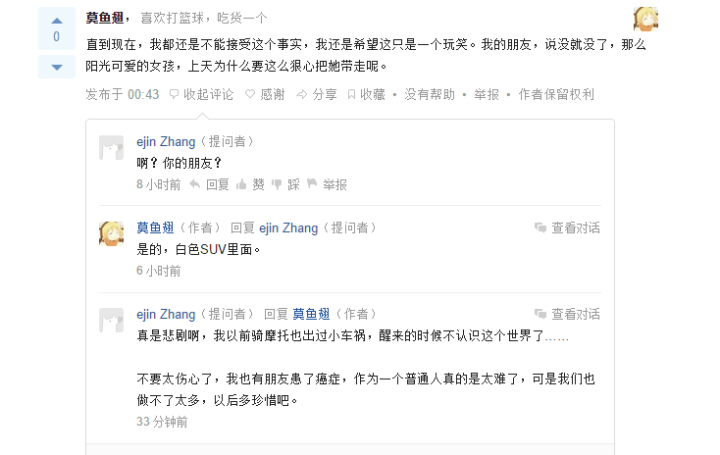 莫鱼翅，喜欢打篮球，吃货一个
0
直到现在，我都还是不能接受这个事实，我还是希望这只是一个玩笑。我的朋友，说没就没了，那么
阳光可爱的女孩，上天为什么要这么狠心把她带走呢。
发布于 00:43 收起评论 感谢 分享 收藏 • 没有帮助 • 举报 • 作者保留权利
ejin Zhang（提问者）
啊？你的朋友？
8 小时前 回复 赞 踩 举报
莫鱼翅（作者） 回复 ejin Zhang（提问者） 查看对话
是的，白色SUV里面。
6 小时前
ejin Zhang（提问者） 回复 莫鱼翅（作者） 查看对话
真是悲剧啊，我以前骑摩托也出过小车祸，醒来的时候不认识这个世界了……
不要太伤心了，我也有朋友患了癌症，作为一个普通人真的是太难了，可是我们也
做不了太多，以后多珍惜吧。
33 分钟前